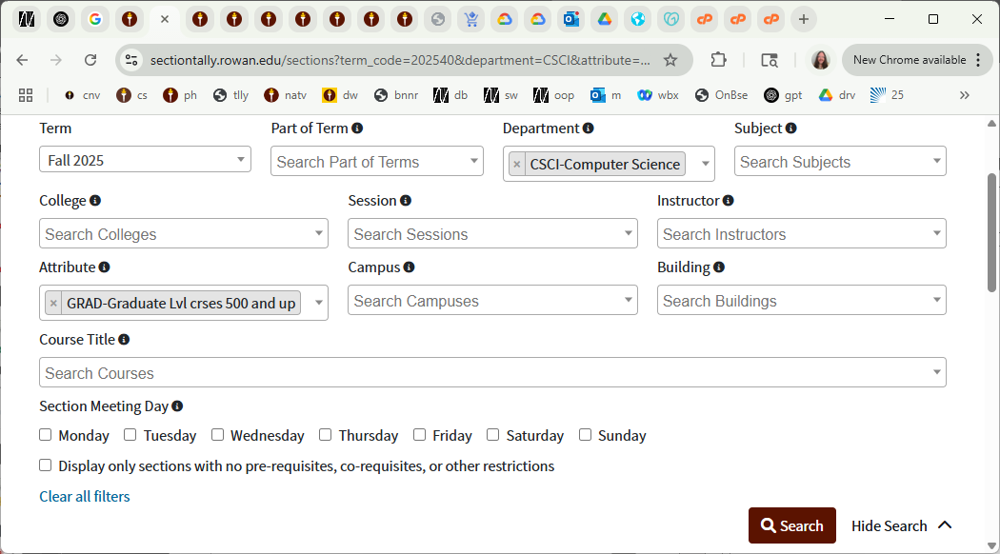 sectiontally.rowan.edu/sections?term_code=202540&department=CSCI&attribute=... New Chrome available
cnv cs ph tlly natv dw bnnr db sw oop m wbx OnBse gpt drv 25
Term Part of Term Department Subject
Fall 2025 Search Part of Terms × CSCI-Computer Science Search Subjects
College Session Instructor
Search Colleges Search Sessions Search Instructors
Attribute Campus Building
× GRAD-Graduate Lvl crses 500 and up Search Campuses Search Buildings
Course Title
Search Courses
Section Meeting Day
Monday Tuesday Wednesday Thursday Friday Saturday Sunday
Display only sections with no pre-requisites, co-requisites, or other restrictions
Clear all filters
Search Hide Search